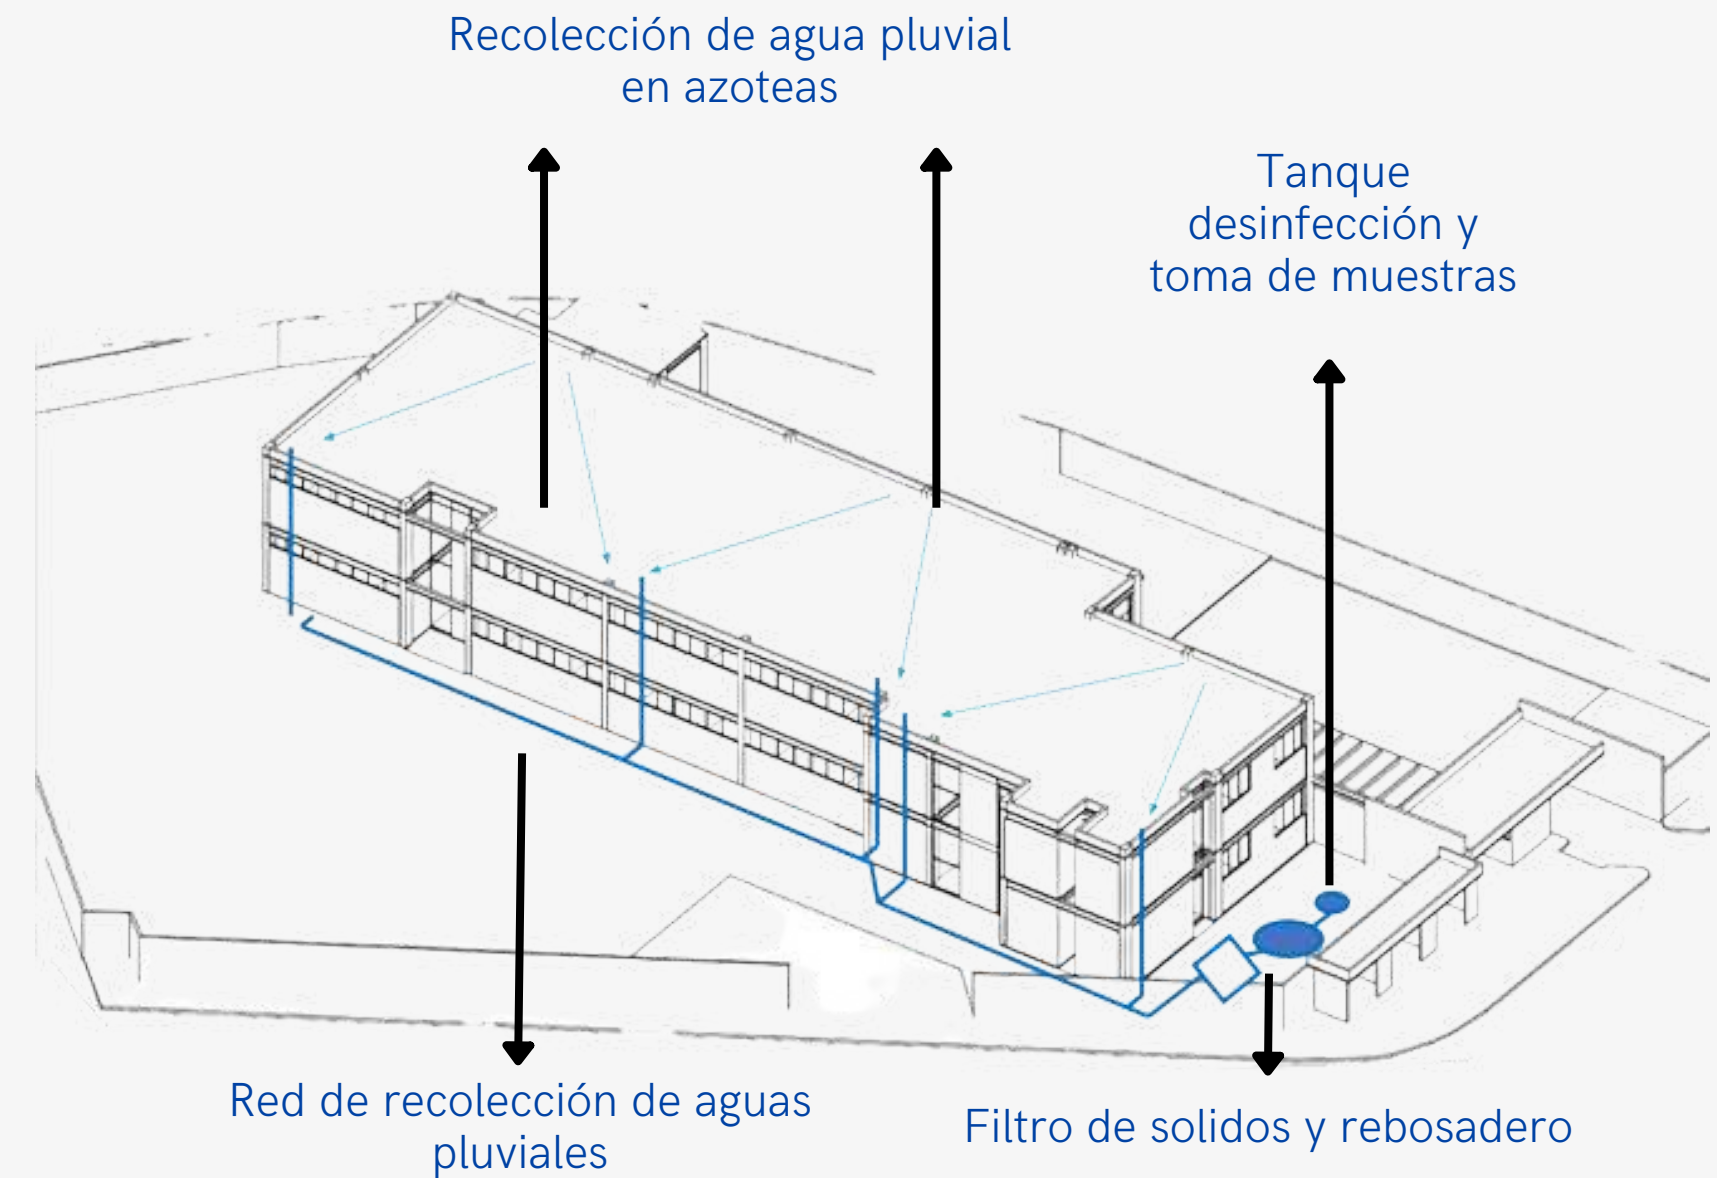 Recolección de agua pluvial
en azoteas
Tanque
desinfección y
toma de muestras
Red de recolección de aguas
pluviales
Filtro de solidos y rebosadero